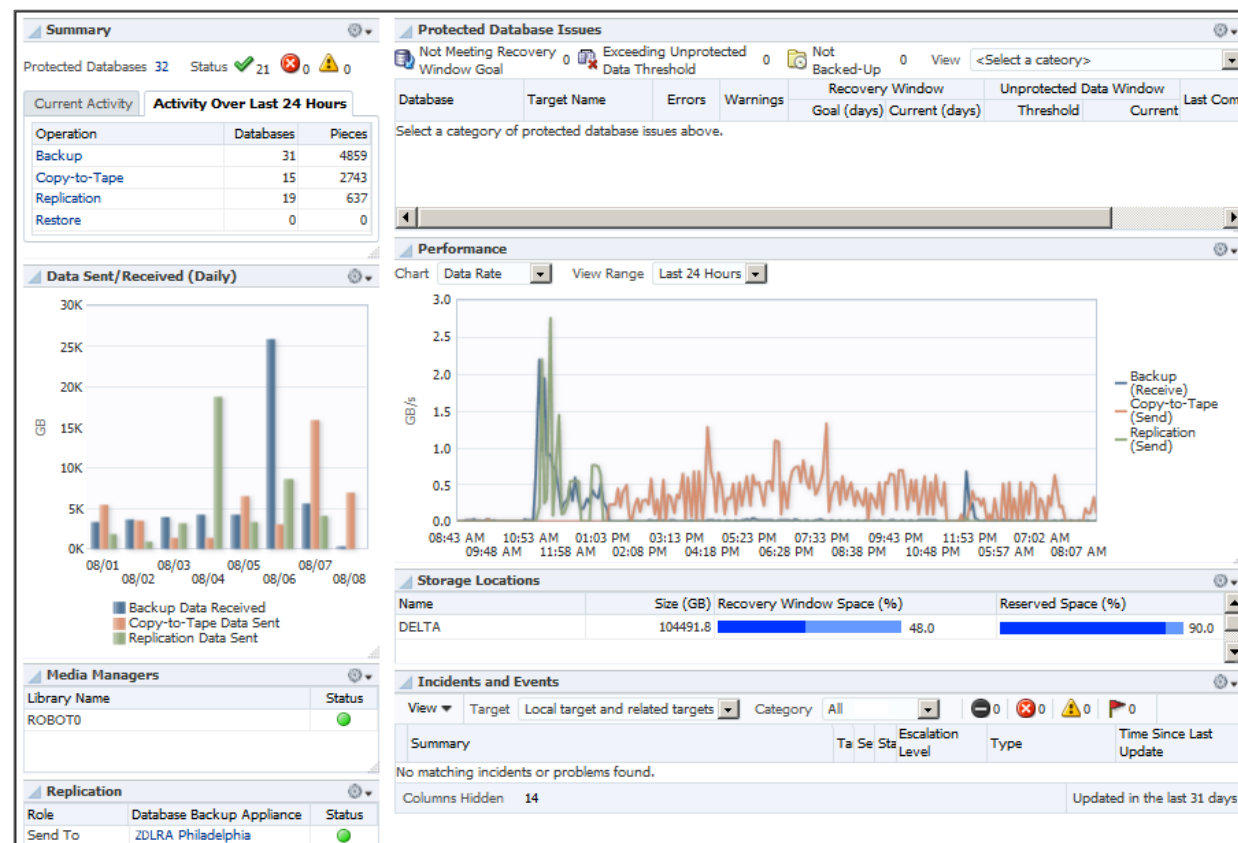 Summary
Protected Databases 32 Status 21 0 0
Current Activity Activity Over Last 24 Hours
Operation Databases Pieces
Backup 31 4859
Copy-to-Tape 15 2743
Replication 19 637
Restore 0 0
Data Sent/Received (Daily)
30K
25K
20K
15K
10K
5K
0K
GB
08/01 08/03 08/05 08/07
08/02 08/04 08/06 08/08
Backup Data Received
Copy-to-Tape Data Sent
Replication Data Sent
Media Managers
Library Name Status
ROBOT0
Replication
Role Database Backup Appliance Status
Send To ZDLRA Philadelphia
Protected Database Issues
Not Meeting Recovery Window Goal 0 Exceeding Unprotected Data Threshold 0 Not Backed-Up 0 View <Select a cateory>
Database Target Name Errors Warnings Recovery Window Unprotected Data Window Last Com
Goal (days) Current (days) Threshold Current
Select a category of protected database issues above.
Performance
Chart Data Rate View Range Last 24 Hours
3.0
2.5
2.0
1.5
1.0
0.5
0.0
GB/s
08:43 AM 10:53 AM 01:03 PM 03:13 PM 05:23 PM 07:33 PM 09:43 PM 11:53 PM 07:02 AM
09:48 AM 11:58 AM 02:08 PM 04:18 PM 06:28 PM 08:38 PM 10:48 PM 05:57 AM 08:07 AM
Backup
(Receive)
Copy-to-Tape
(Send)
Replication
(Send)
Storage Locations
Name Size (GB) Recovery Window Space (%) Reserved Space (%)
DELTA 104491.8 48.0 90.0
Incidents and Events
View Target Local target and related targets Category All 0 0 0 0
Summary Ta Se Sta Escalation Level Type Time Since Last Update
No matching incidents or problems found.
Columns Hidden 14 Updated in the last 31 days